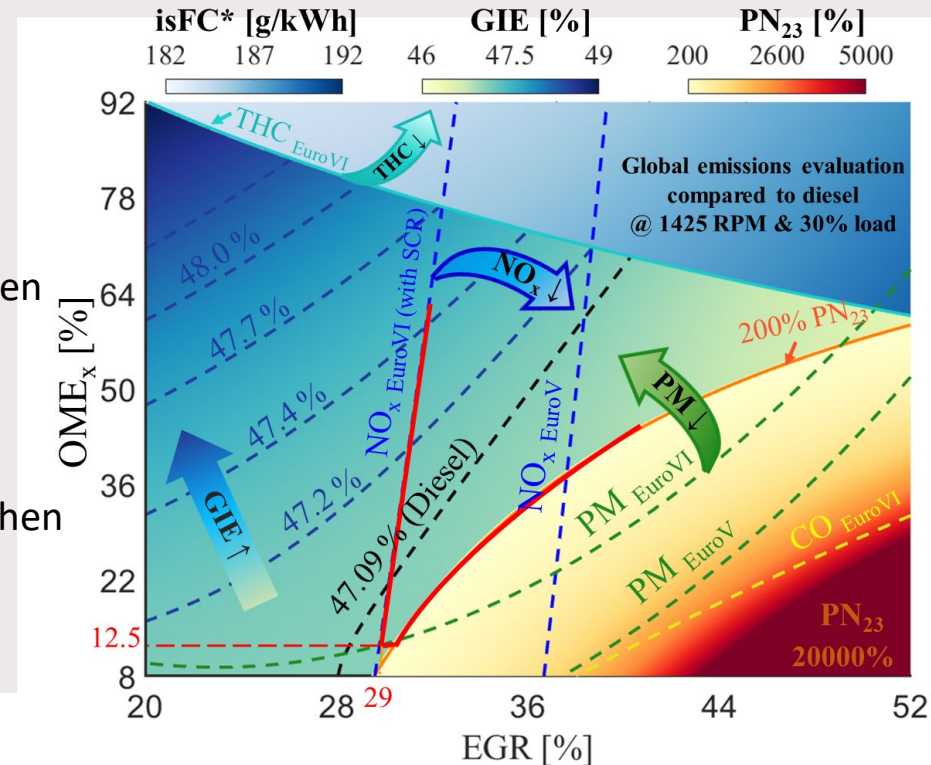 isFC* [g/kWh] GIE [%] PN23 [%]
182 187 192 46 47.5 49 200 2600 5000
92
78
64
50
36
22
12.5
8
OMEx [%]
20 28 29 36 44 52
EGR [%]
THC EuroVI
THC↓
Global emissions evaluation
compared to diesel
@ 1425 RPM & 30% load
48.0 %
47.7 %
47.4 %
47.2 %
47.09 % (Diesel)
NOx EuroVI (with SCR)
NOx↓
NOx EuroV
200% PN23
PM↓
GIE↑
PM EuroVI
PM EuroV
CO EuroVI
PN23
20000%
en
hen